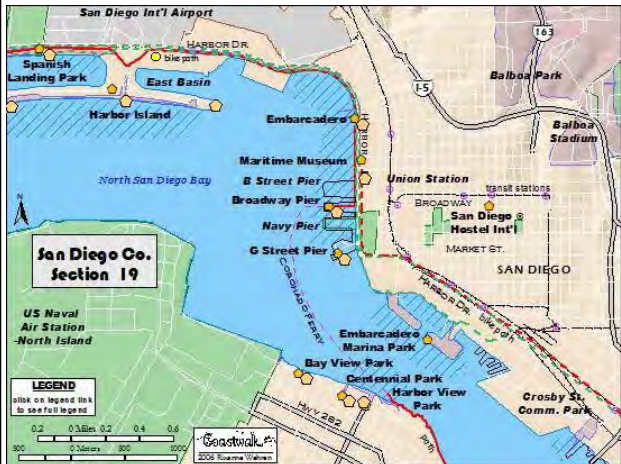 San Diego Int'l Airport
HARBOR DR.
163
Spanish
Landing Park
bike path
East Basin
Balboa Park
I-5
Harbor Island
Embarcadero
HARBOR
Balboa
Stadium
Maritime Museum
North San Diego Bay
B Street Pier
Union Station
transit stations
Broadway Pier
BROADWAY
N
Navy Pier
San Diego
Hostel Int'l
San Diego Co.
Section 19
G Street Pier
MARKET ST.
SAN DIEGO
CORONADO FERRY
HARBOR DR.
bike path
US Naval
Air Station
-North Island
Embarcadero
Marina Park
Bay View Park
LEGEND
click on legend link
to see full legend
Centennial Park
Harbor View
Park
Crosby St.
Comm. Park
HWY 282
path
0.2 0 Miles 0.2 0.4 0.6
500 0 Meters 500 1000
Coastwalk
2006 Roxanne Wehren